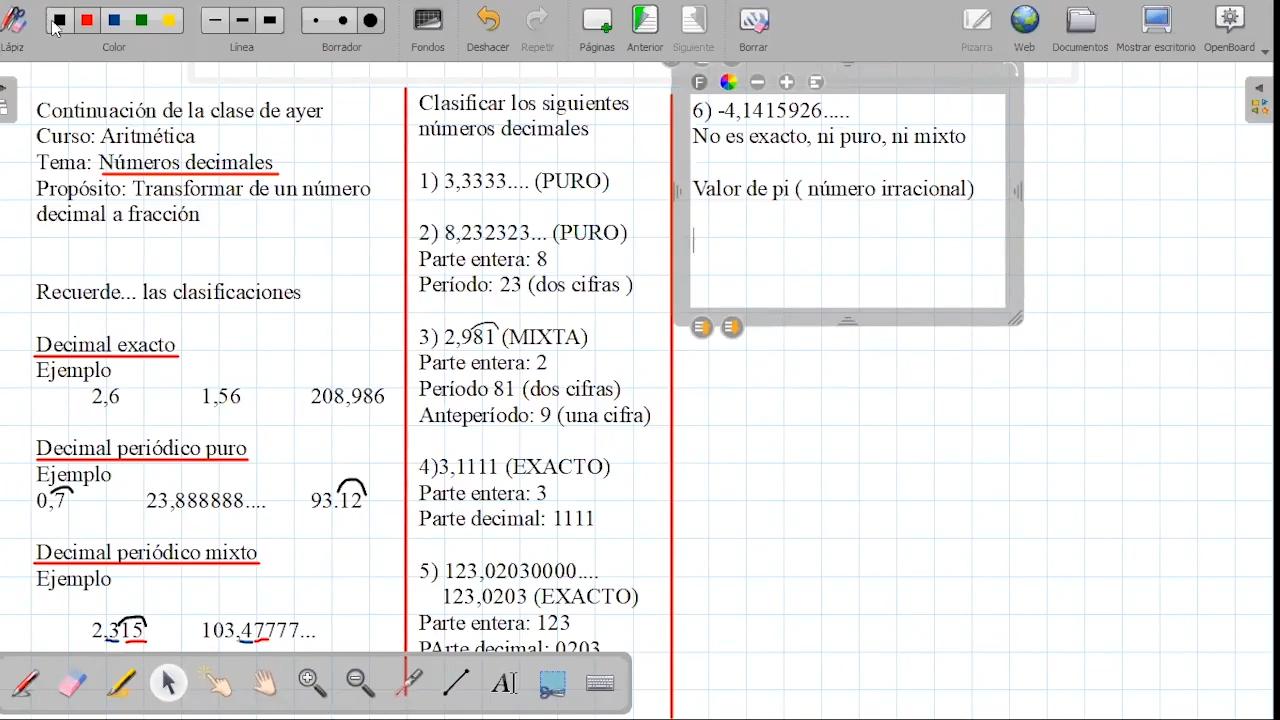 Lápiz
Color
Línea
Borrador
Fondos
Deshacer
Repetir
Páginas
Anterior
Siguiente
Borrar
Pizarra
Web
Documentos
Mostrar escritorio
OpenBoard
Continuación de la clase de ayer
Curso: Aritmética
Tema: Números decimales
Propósito: Transformar de un número
decimal a fracción
Recuerde... las clasificaciones
Decimal exacto
Ejemplo
2,6 1,56 208,986
Decimal periódico puro
Ejemplo
0,7 23,888888.... 93.12
Decimal periódico mixto
Ejemplo
2,315 103,47777...
Clasificar los siguientes
números decimales
1) 3,3333.... (PURO)
2) 8,232323... (PURO)
Parte entera: 8
Período: 23 (dos cifras )
3) 2,981 (MIXTA)
Parte entera: 2
Período 81 (dos cifras)
Anteperíodo: 9 (una cifra)
4)3,1111 (EXACTO)
Parte entera: 3
Parte decimal: 1111
5) 123,02030000....
123,0203 (EXACTO)
Parte entera: 123
PArte decimal: 0203
F
6) -4,1415926.....
No es exacto, ni puro, ni mixto
Valor de pi ( número irracional)
AI